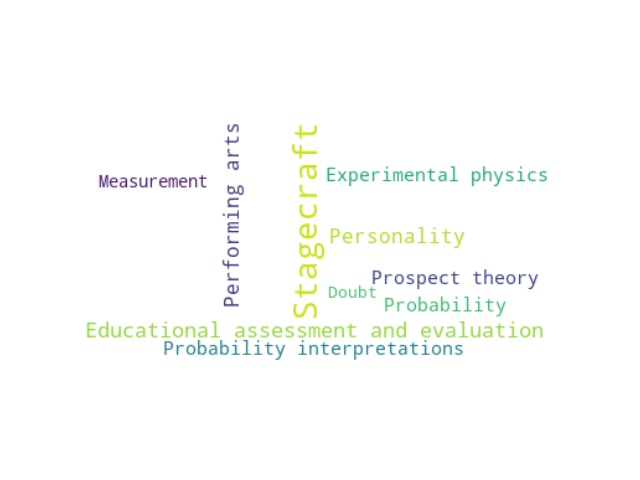 Performing arts
Stagecraft
Measurement
Experimental physics
Personality
Prospect theory
Doubt
Probability
Educational assessment and evaluation
Probability interpretations